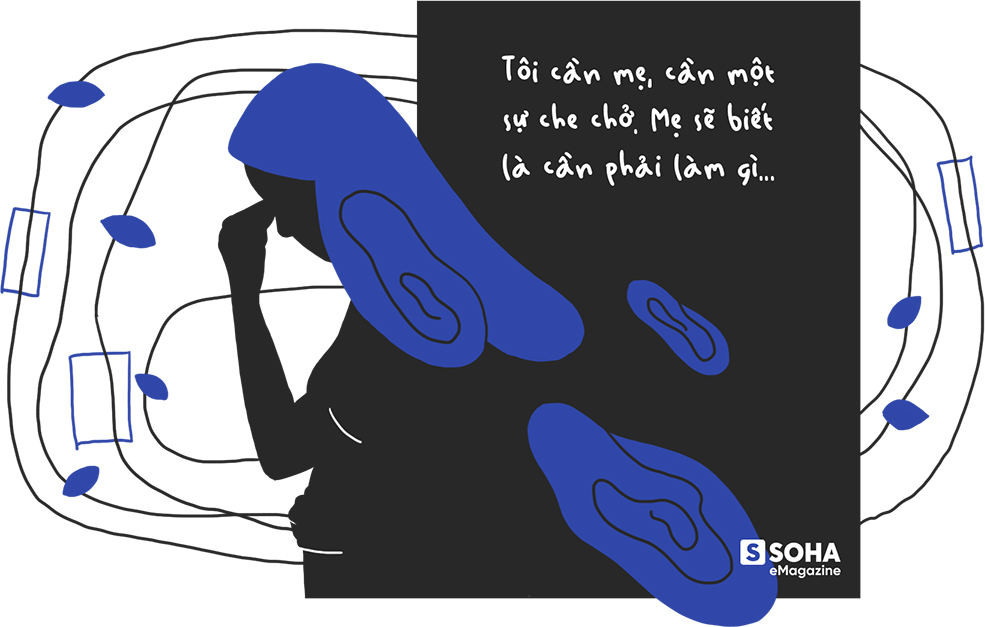 Tôi cần mẹ, cần một
sự che chở. Mẹ sẽ biết
là cần phải làm gì...
S SOHA
eMagazine